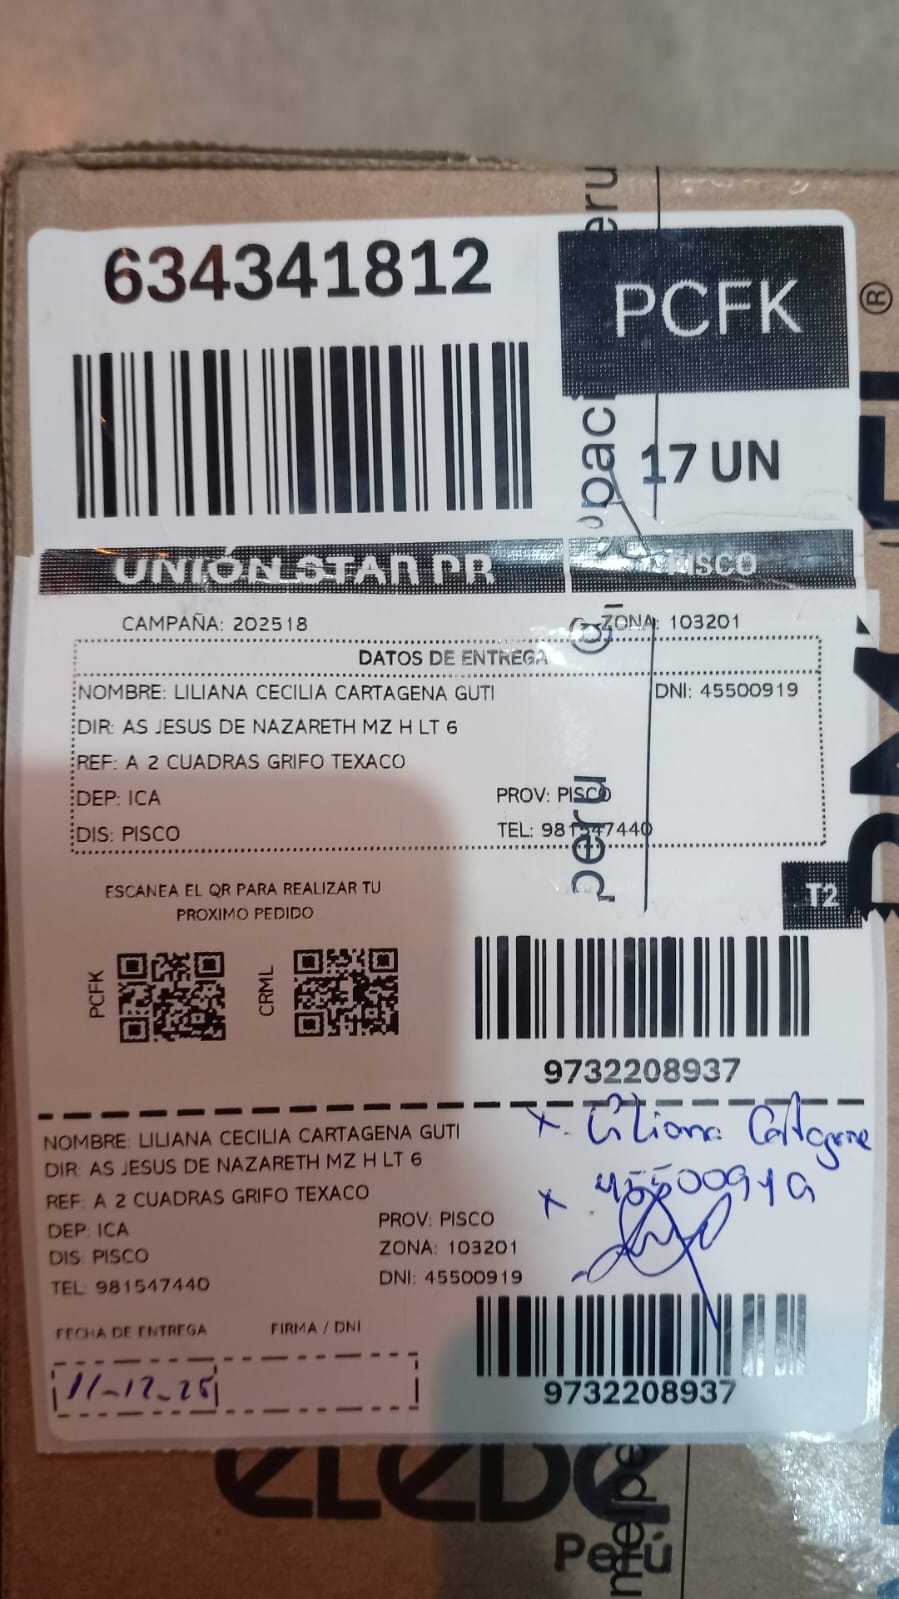 634341812
PCFK
®
17 UN
UNIÓN STAR PR
PISCO
CAMPAÑA: 202518
ZONA: 103201
DATOS DE ENTREGA
NOMBRE: LILIANA CECILIA CARTAGENA GUTI
DNI: 45500919
DIR: AS JESUS DE NAZARETH MZ H LT 6
REF: A 2 CUADRAS GRIFO TEXACO
DEP: ICA
PROV: PISCO
DIS: PISCO
TEL: 981547440
peru
ESCANEA EL QR PARA REALIZAR TU
PROXIMO PEDIDO
T2
PCFK
CRML
9732208937
NOMBRE: LILIANA CECILIA CARTAGENA GUTI
DIR: AS JESUS DE NAZARETH MZ H LT 6
REF: A 2 CUADRAS GRIFO TEXACO
DEP: ICA
PROV: PISCO
DIS: PISCO
ZONA: 103201
TEL: 981547440
DNI: 45500919
x. Liliana Cartagena
x 45500919
FECHA DE ENTREGA
FIRMA / DNI
11-12-25
9732208937
Perú